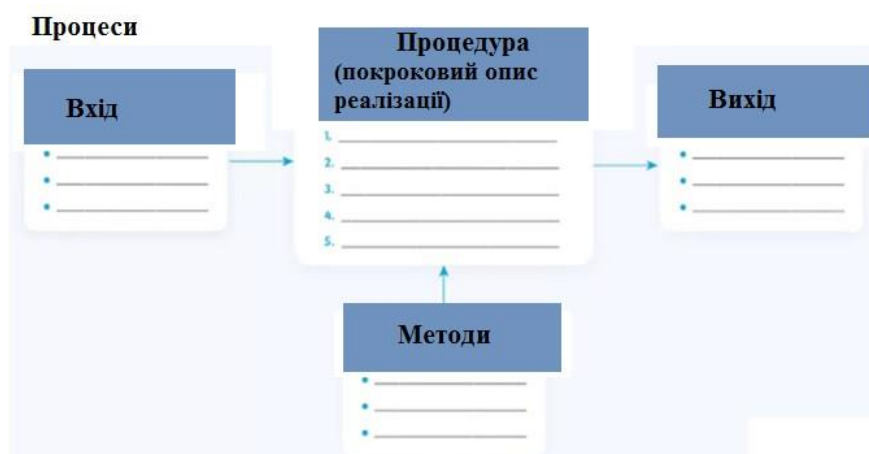 Процеси
Вхід
Процедура
(покроковий опис
реалізації)
1.
2.
3.
4.
5.
Вихід
Методи